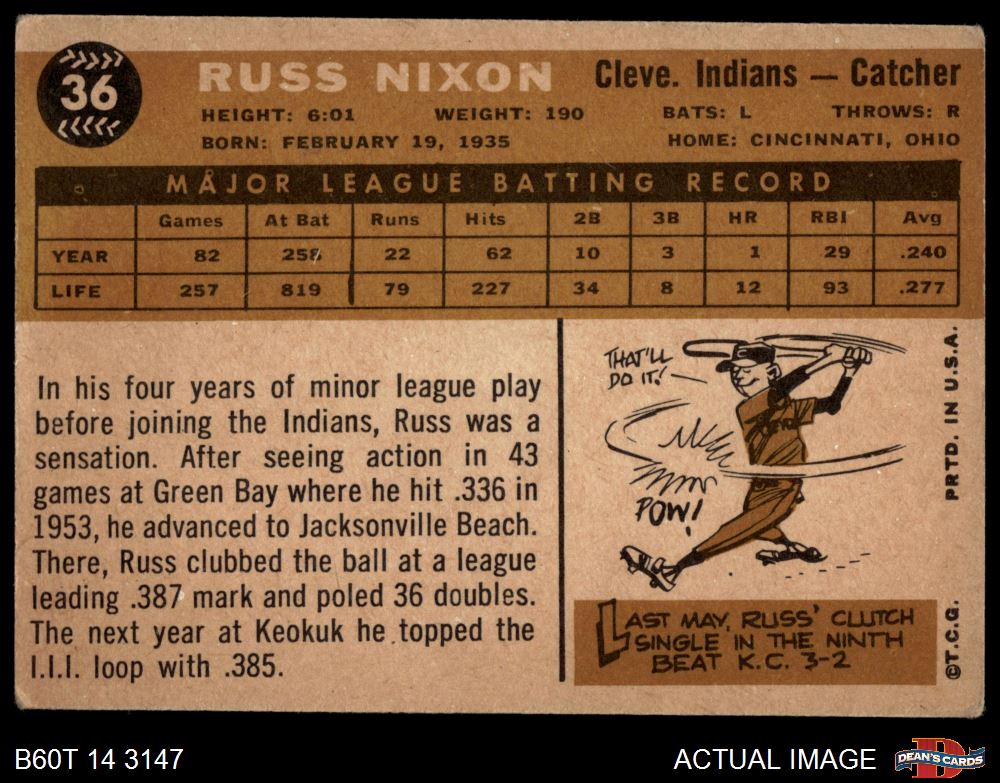 36
RUSS NIXON Cleve. Indians — Catcher
HEIGHT: 6:01 WEIGHT: 190 BATS: L THROWS: R
BORN: FEBRUARY 19, 1935 HOME: CINCINNATI, OHIO
MAJOR LEAGUE BATTING RECORD
Games At Bat Runs Hits 2B 3B HR RBI Avg
YEAR 82 258 22 62 10 3 1 29 .240
LIFE 257 819 79 227 34 8 12 93 .277
In his four years of minor league play
before joining the Indians, Russ was a
sensation. After seeing action in 43
games at Green Bay where he hit .336 in
1953, he advanced to Jacksonville Beach.
There, Russ clubbed the ball at a league
leading .387 mark and poled 36 doubles.
The next year at Keokuk he topped the
I.I.I. loop with .385.
THAT'LL
DO IT!
POW!
LAST MAY, RUSS' CLUTCH
SINGLE IN THE NINTH
BEAT K.C. 3-2
©T.C.G. PRTD. IN U.S.A.
B60T 14 3147 ACTUAL IMAGE
DEAN'S CARDS